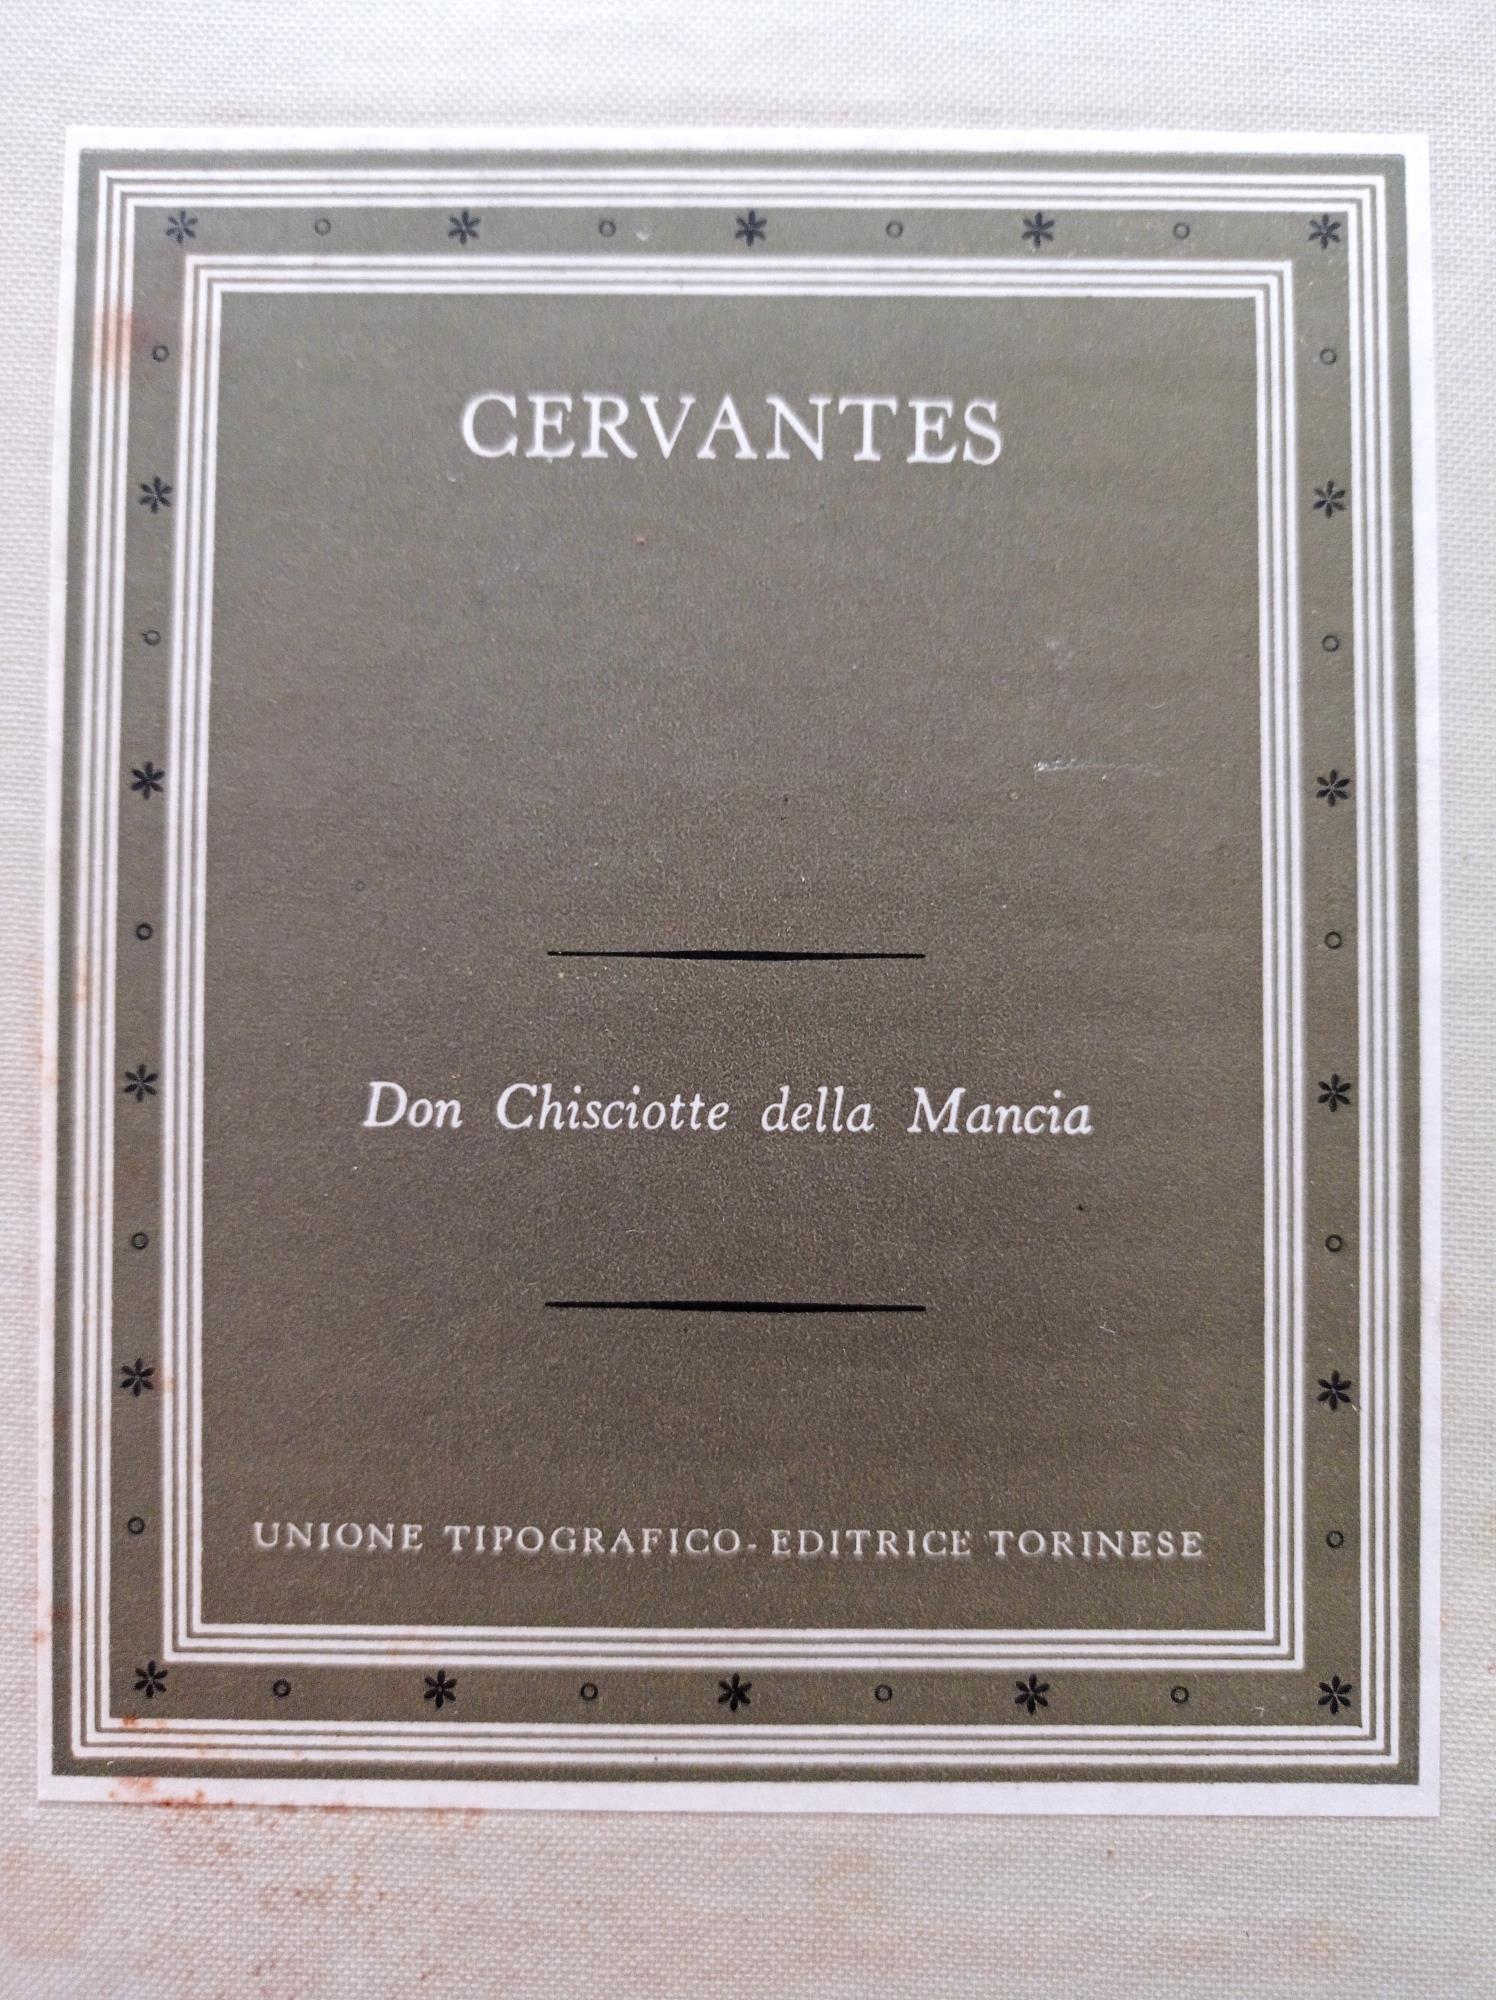 CERVANTES
Don Chisciotte della Mancia
UNIONE TIPOGRAFICO-EDITRICE TORINESE